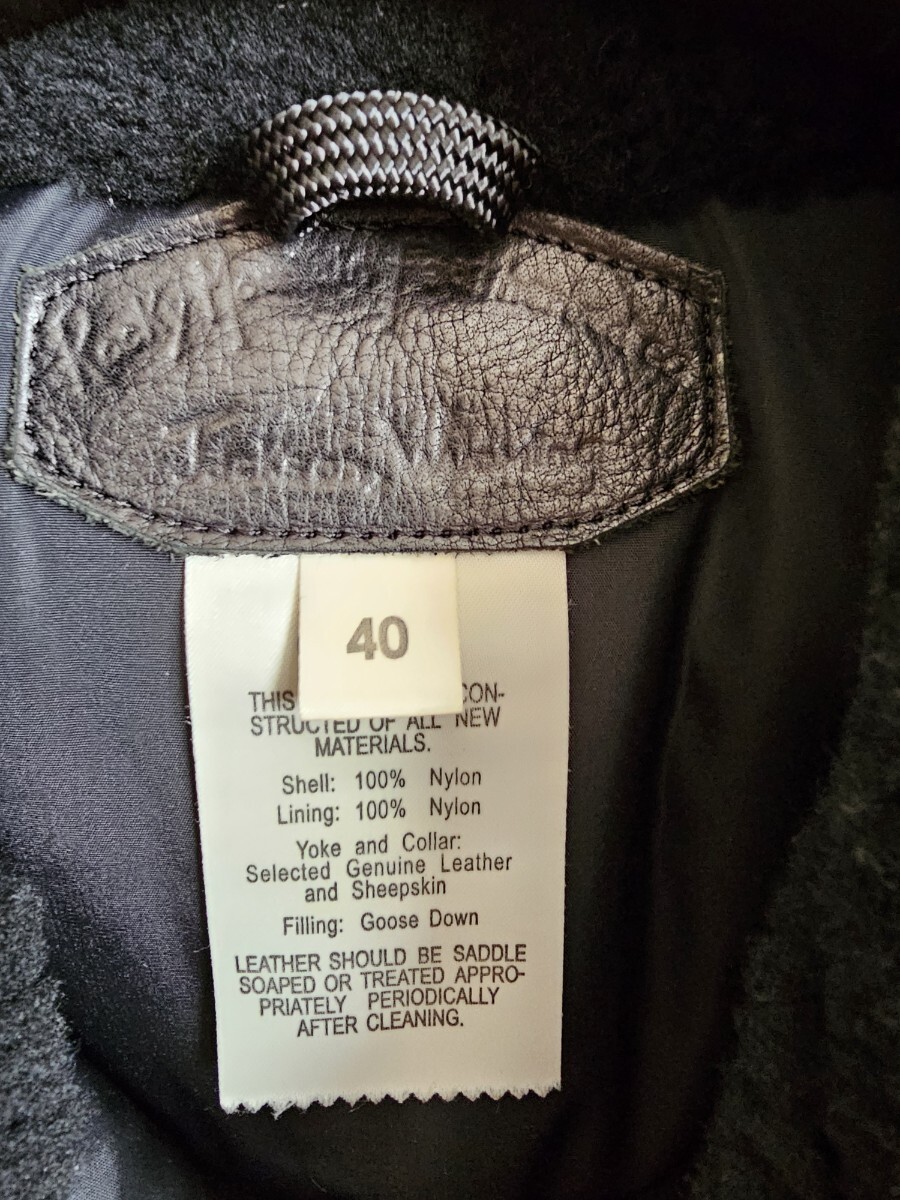 40
THIS CON-
STRUCTED OF ALL NEW
MATERIALS.
Shell: 100% Nylon
Lining: 100% Nylon
Yoke and Collar:
Selected Genuine Leather
and Sheepskin
Filling: Goose Down
LEATHER SHOULD BE SADDLE
SOAPED OR TREATED APPRO-
PRIATELY PERIODICALLY
AFTER CLEANING.